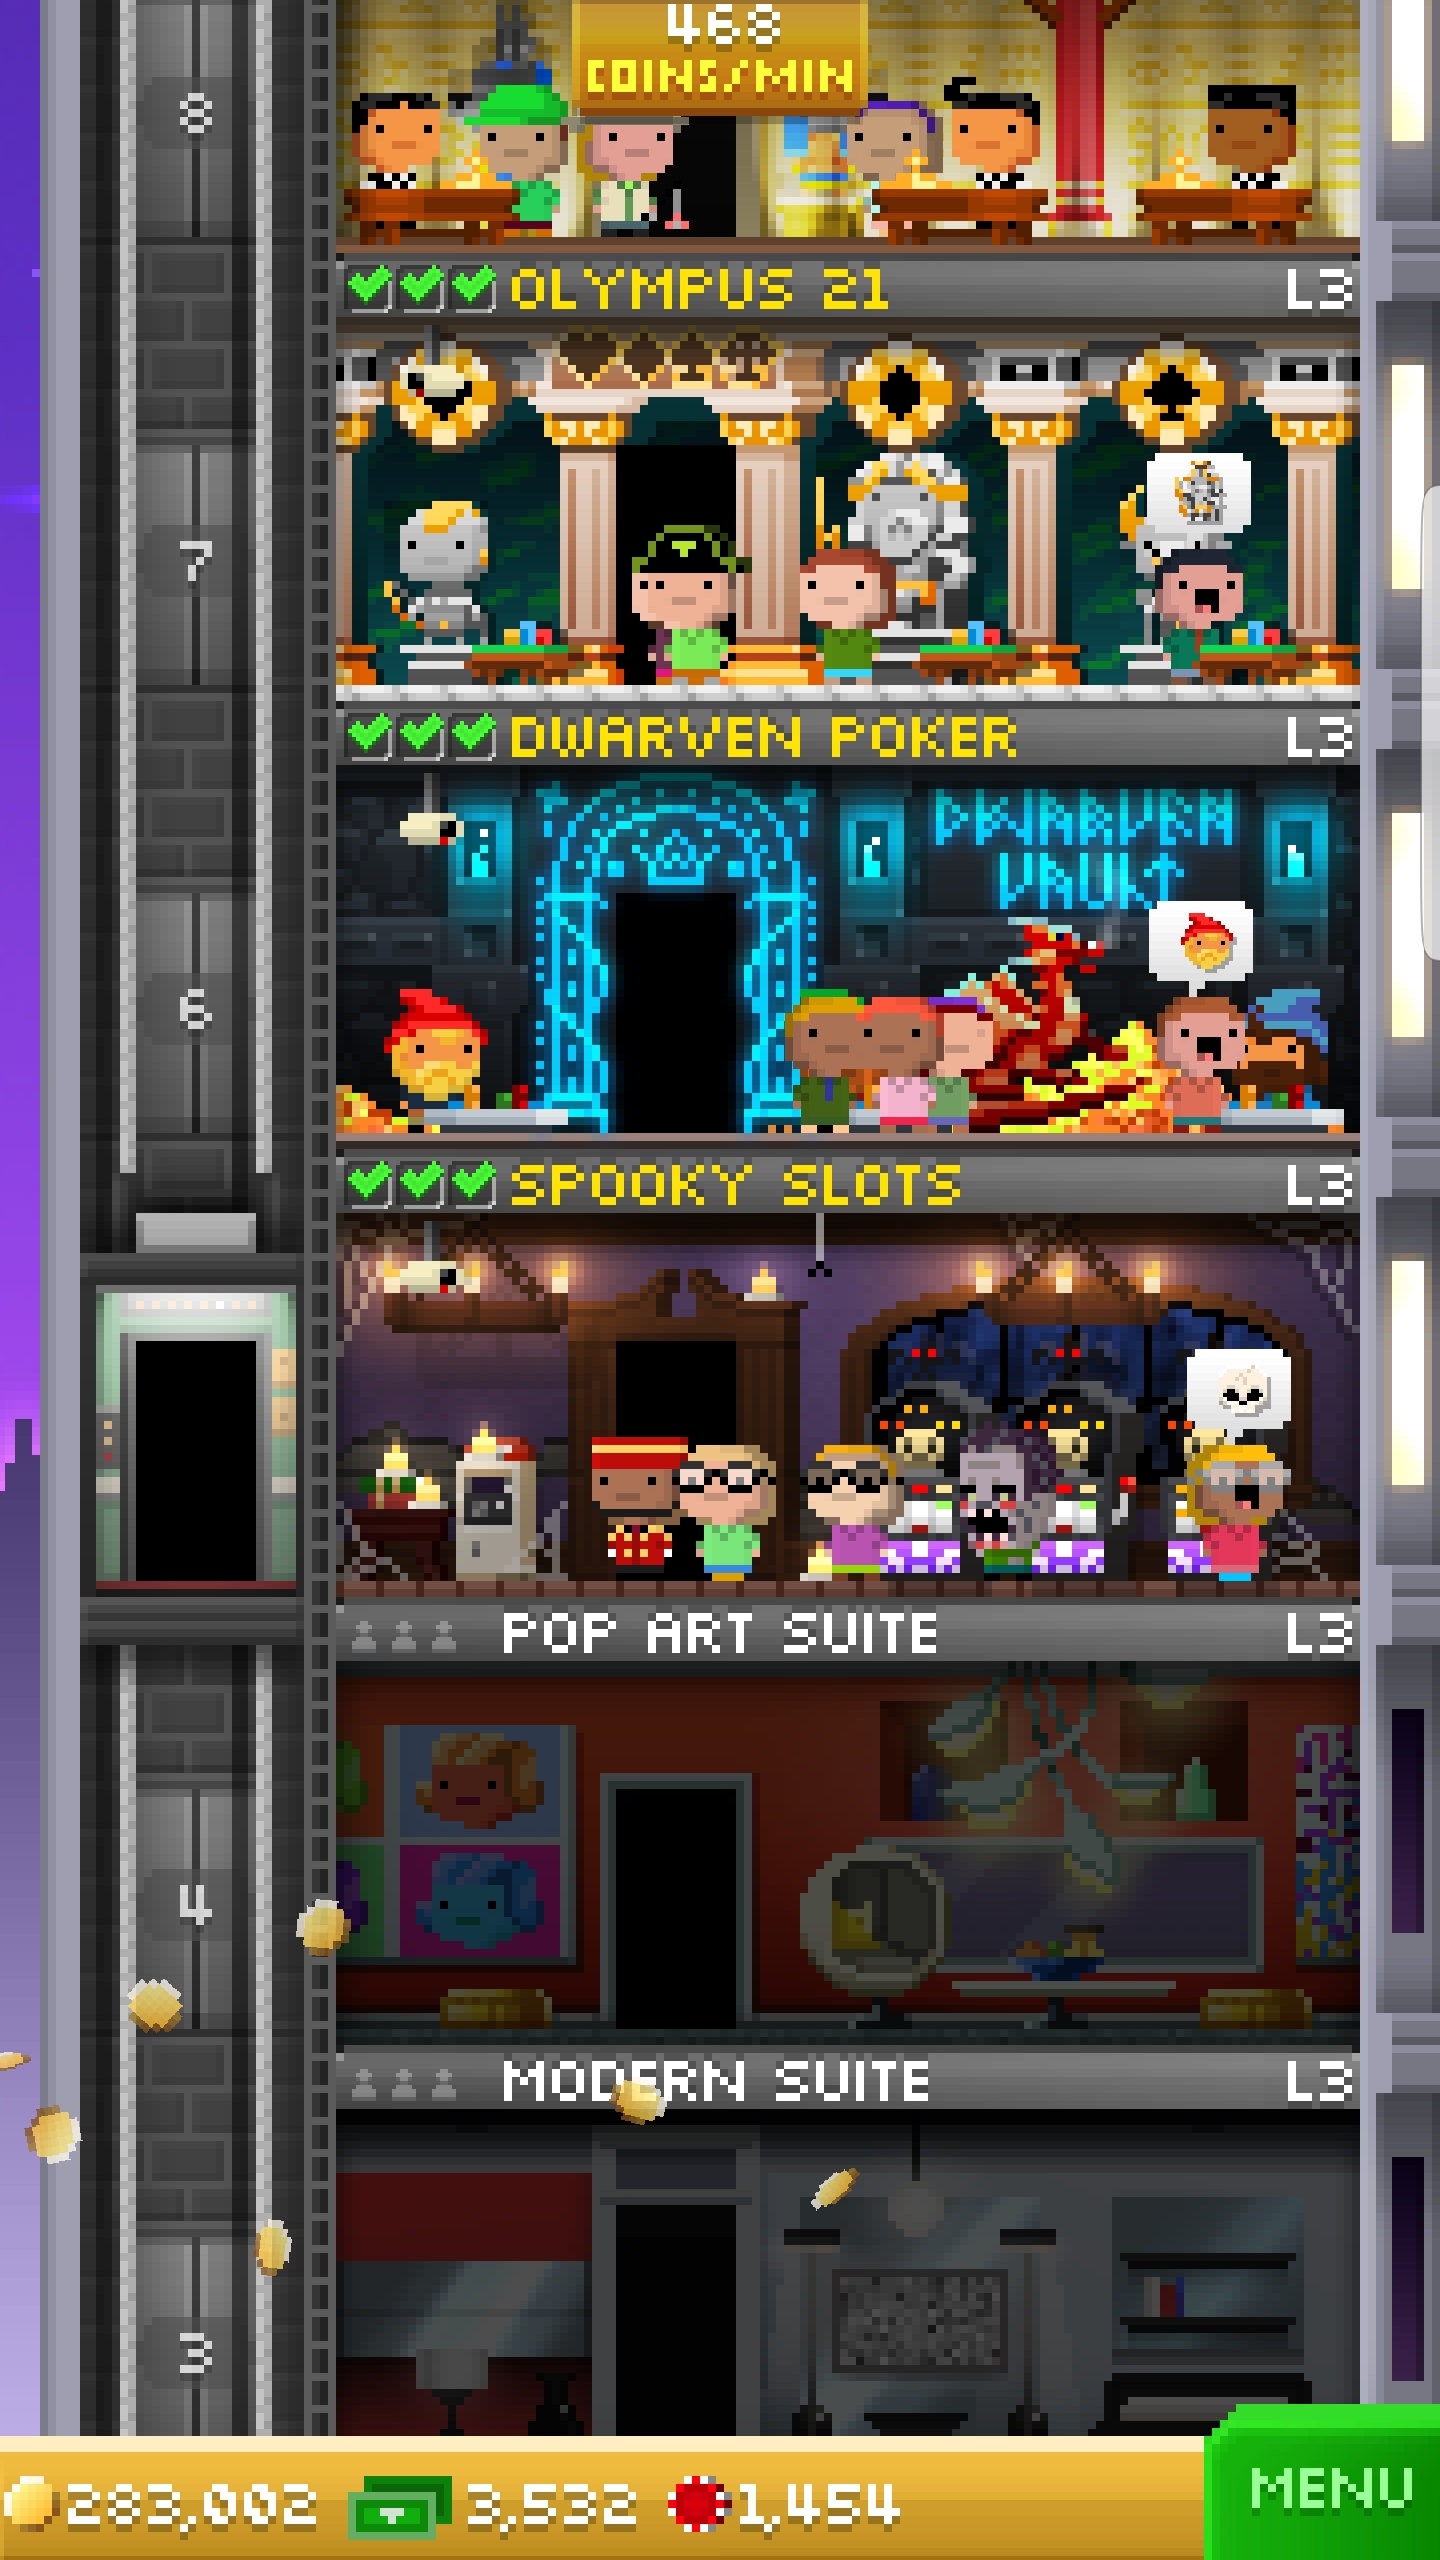 468
COINS/MIN
8
OLYMPUS 21 L3
7
DWARVEN POKER L3
DWARVEN
VAULT
6
SPOOKY SLOTS L3
POP ART SUITE L3
4
MODERN SUITE L3
3
283,002 3,532 1,454
MENU